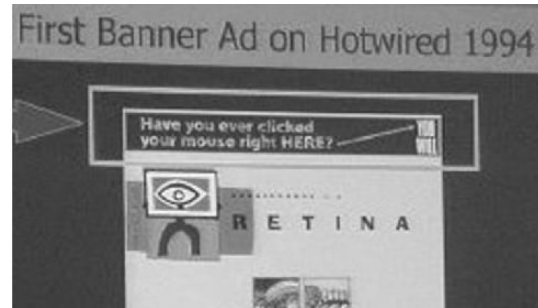 First Banner Ad on Hotwired 1994
Have you ever clicked
your mouse right HERE?
YOU
WILL
RETINA